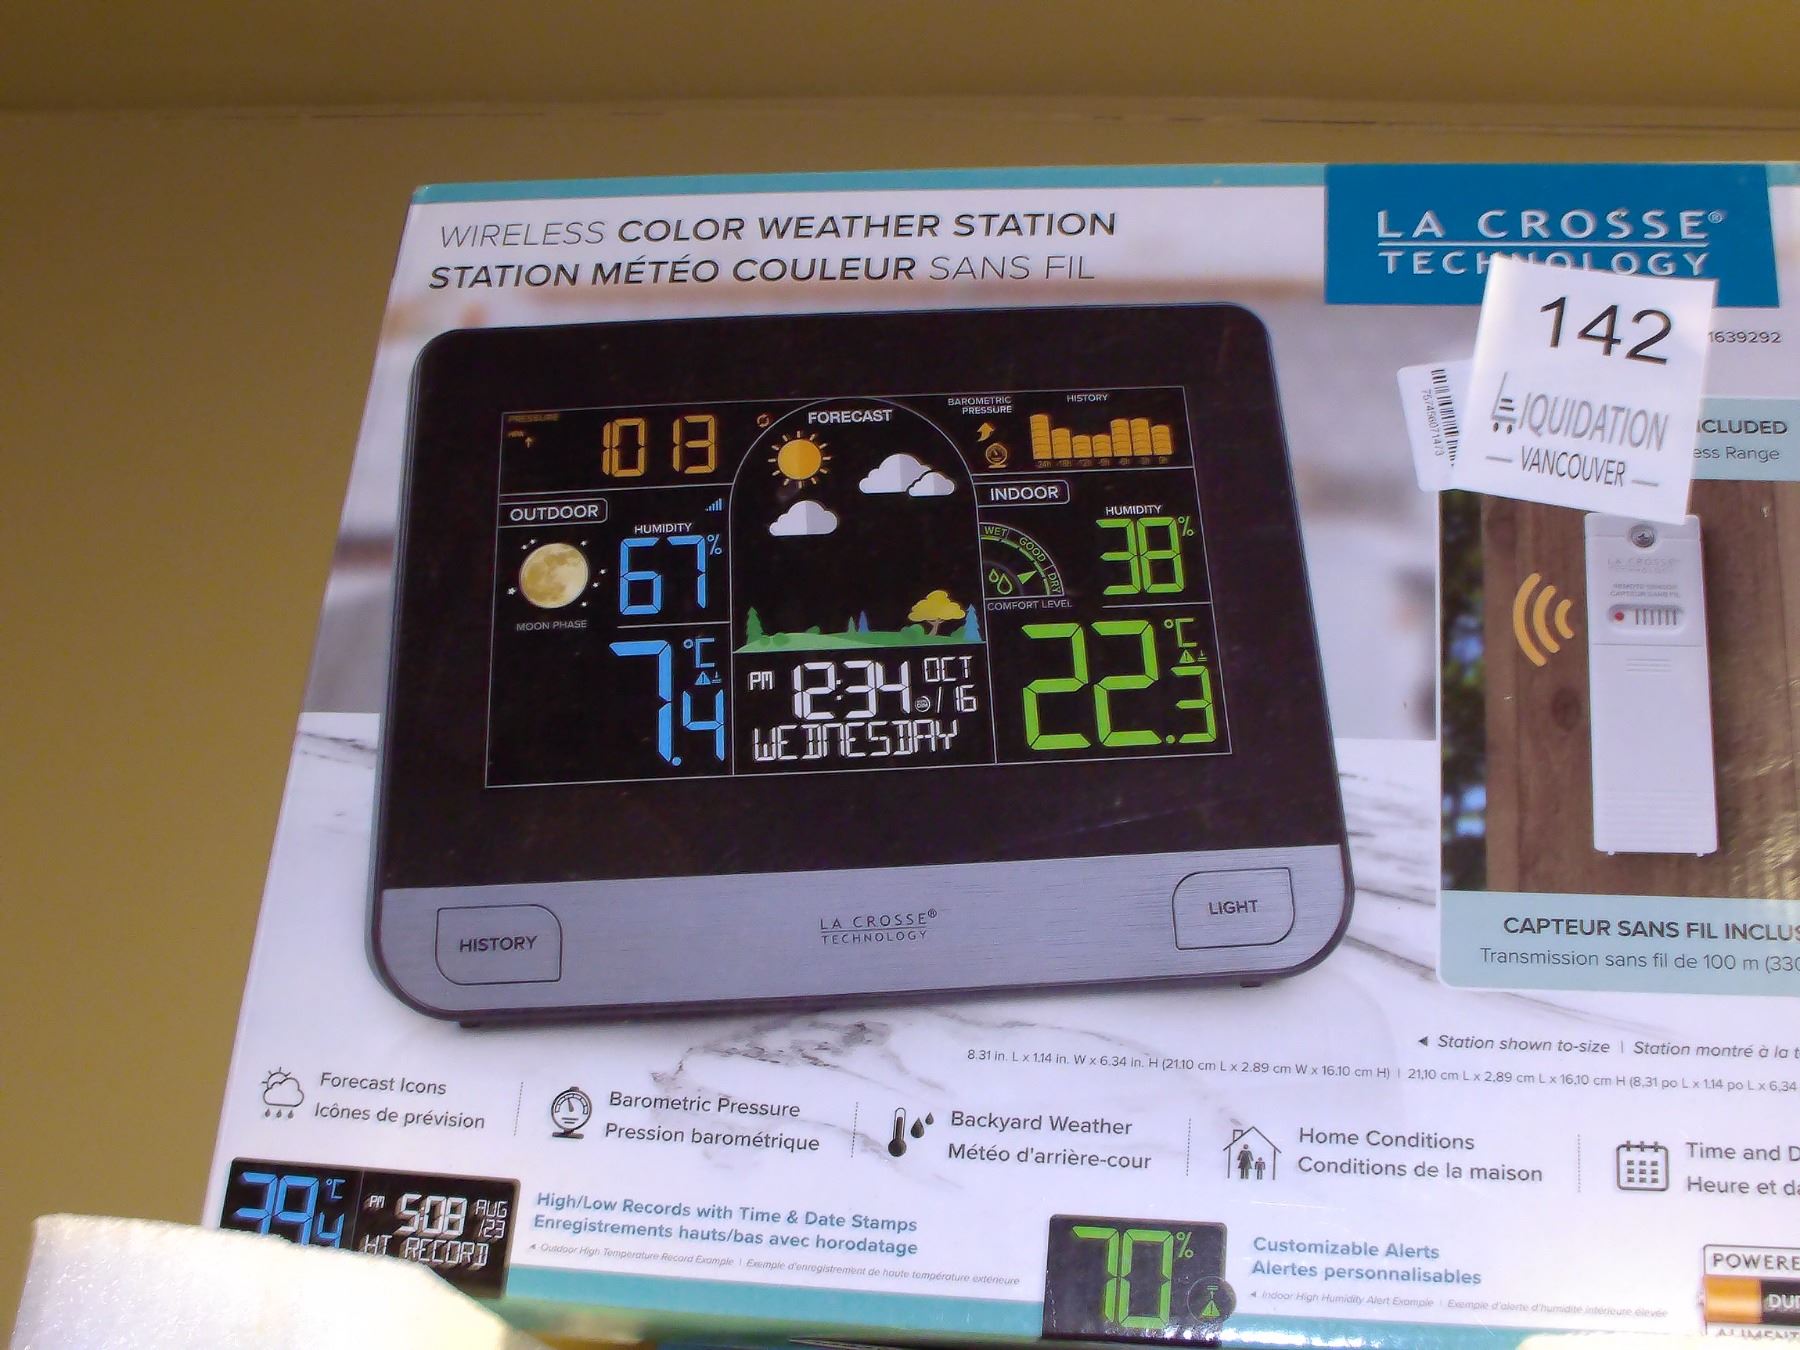 WIRELESS COLOR WEATHER STATION
STATION MÉTÉO COULEUR SANS FIL
LA CROSSE®
TECHNOLOGY
142
LIQUIDATION
— VANCOUVER —
1639292
ess Range
PRESSURE
1013
FORECAST
BAROMETRIC
PRESSURE
HISTORY
OUTDOOR
HUMIDITY
67%
MOON PHASE
7.4 °C
INDOOR
HUMIDITY
38%
WET GOOD DRY
COMFORT LEVEL
22.3 °C
PM 12:34 OCT
/16
WEDNESDAY
HISTORY
LA CROSSE®
TECHNOLOGY
LIGHT
LA CROSSE
TECHNOLOGY
CAPTEUR SANS FIL INCLUS
Transmission sans fil de 100 m (330
◄ Station shown to-size | Station montré à la t
8.31 in. L x 1.14 in. W x 6.34 in. H (21.10 cm L x 2.89 cm W x 16.10 cm H) | 21,10 cm L x 2,89 cm L x 16,10 cm H (8,31 po L x 1,14 po L x 6,34
Forecast Icons
Icônes de prévision
Barometric Pressure
Pression barométrique
Backyard Weather
Météo d'arrière-cour
Home Conditions
Conditions de la maison
Time and D
Heure et da
39.4 °C
PM 5:08 AUG
/23
HI RECORD
High/Low Records with Time & Date Stamps
Enregistrements hauts/bas avec horodatage
◄ Outdoor High Temperature Record Example | Exemple d'enregistrement de haute température extérieure
70%
Customizable Alerts
Alertes personnalisables
◄ Indoor High Humidity Alert Example | Exemple d'alerte d'humidité intérieure élevée
POWERE
DUR